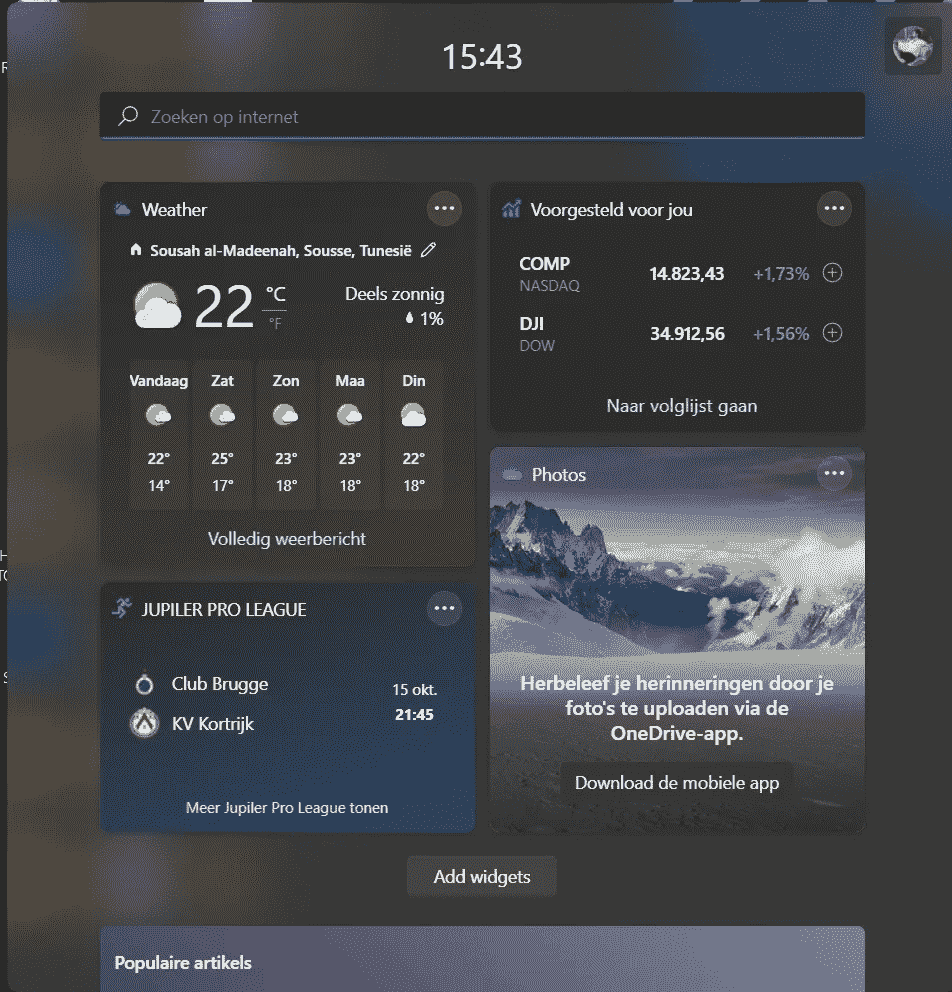 15:43
Zoeken op internet
Weather
Sousah al-Madeenah, Sousse, Tunesië
22 °C
°F
Deels zonnig
1%
Vandaag Zat Zon Maa Din
22° 25° 23° 23° 22°
14° 17° 18° 18° 18°
Volledig weerbericht
Voorgesteld voor jou
COMP 14.823,43 +1,73%
NASDAQ
DJI 34.912,56 +1,56%
DOW
Naar volglijst gaan
JUPILER PRO LEAGUE
Club Brugge 15 okt.
KV Kortrijk 21:45
Meer Jupiler Pro League tonen
Photos
Herbeleef je herinneringen door je
foto's te uploaden via de
OneDrive-app.
Download de mobiele app
Add widgets
Populaire artikels